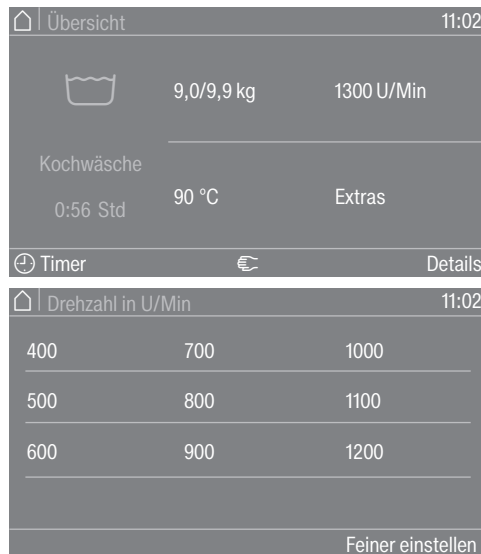 Übersicht 11:02
9,0/9,9 kg 1300 U/Min
Kochwäsche
0:56 Std
90 °C Extras
Timer Details
Drehzahl in U/Min 11:02
400 700 1000
500 800 1100
600 900 1200
Feiner einstellen